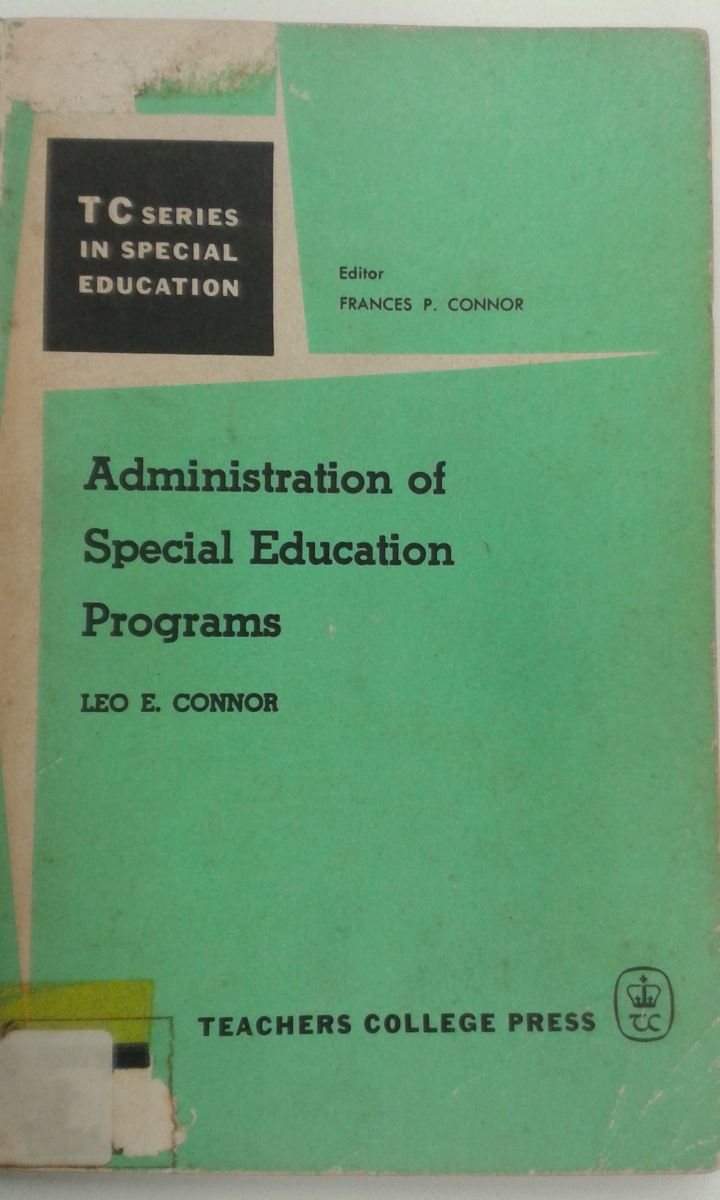 TC SERIES
IN SPECIAL
EDUCATION
Editor
FRANCES P. CONNOR
Administration of
Special Education
Programs
LEO E. CONNOR
TEACHERS COLLEGE PRESS
TC